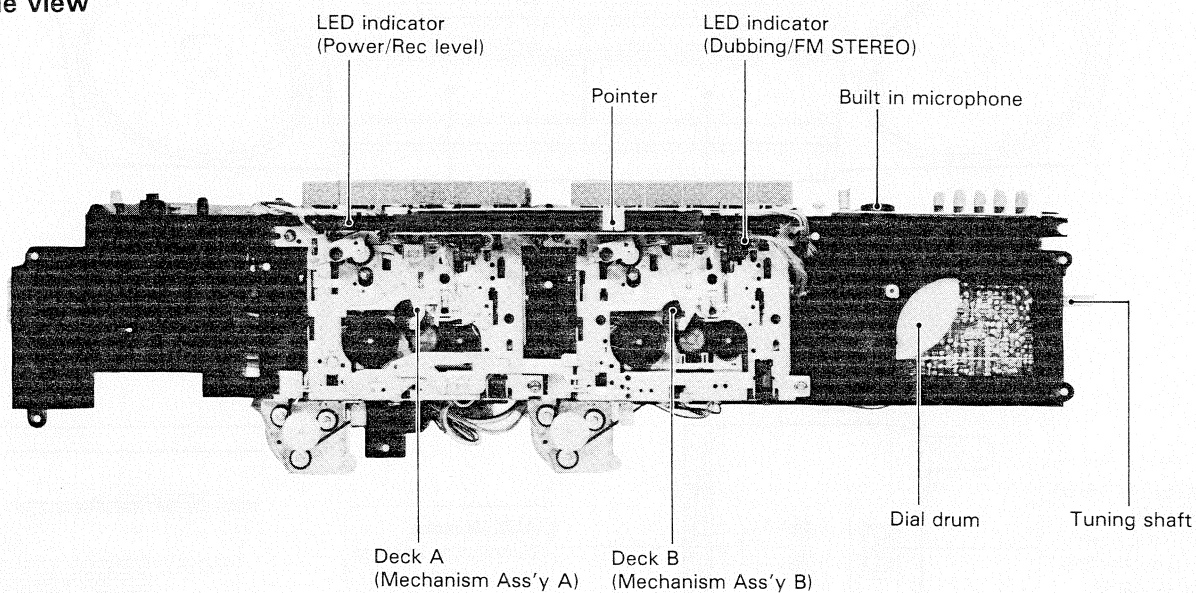 view
LED indicator
(Power/Rec level)
LED indicator
(Dubbing/FM STEREO)
Pointer
Built in microphone
Dial drum
Tuning shaft
Deck A
(Mechanism Ass'y A)
Deck B
(Mechanism Ass'y B)